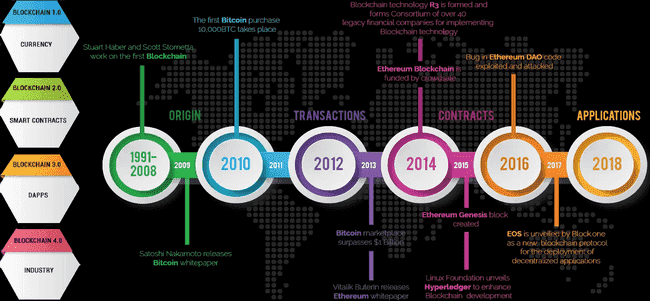 BLOCKCHAIN 1.0
CURRENCY
BLOCKCHAIN 2.0
SMART CONTRACTS
BLOCKCHAIN 3.0
DAPPS
BLOCKCHAIN 4.0
INDUSTRY
Stuart Haber and Scott Stornetta
work on the first Blockchain
The first Bitcoin purchase
10,000BTC takes place
Blockchain technology R3 is formed and
forms Consortium of over 40
legacy financial companies for implementing
Blockchain technology
Ethereum Blockchain is
funded by crowdsale
Bug in Ethereum DAO code
exploited and attacked
ORIGIN
TRANSACTIONS
CONTRACTS
APPLICATIONS
1991-
2008
2009
2010
2011
2012
2013
2014
2015
2016
2017
2018
Satoshi Nakamoto releases
Bitcoin whitepaper
Bitcoin marketplace
surpasses $1 billion
Vitalik Buterin releases
Ethereum whitepaper
Ethereum Genesis block
created
Linux Foundation unveils
Hyperledger to enhance
Blockchain development
EOS is unveiled by Block.one
as a new blockchain protocol
for the deployment of
decentralized applications